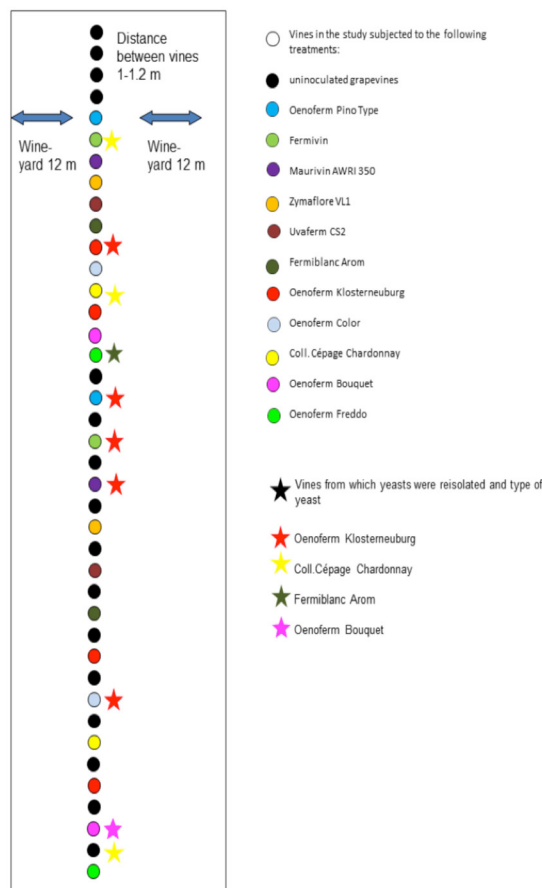 Distance
between vines
1-1.2 m
Wine-
yard 12 m
Wine-
yard 12 m
Vines in the study subjected to the following
treatments:
uninoculated grapevines
Oenoferm Pino Type
Fermivin
Maurivin AWRI 350
Zymaflore VL1
Uvaferm CS2
Fermiblanc Arom
Oenoferm Klosterneuburg
Oenoferm Color
Coll. Cépage Chardonnay
Oenoferm Bouquet
Oenoferm Freddo
Vines from which yeasts were reisolated and type of
yeast
Oenoferm Klosterneuburg
Coll.Cépage Chardonnay
Fermiblanc Arom
Oenoferm Bouquet